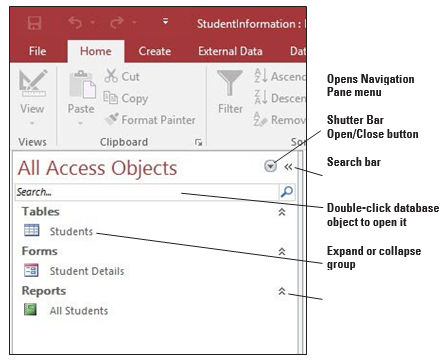 StudentInformation :
File Home Create External Data Dat
View
Paste
Cut
Copy
Format Painter
Filter
Ascenc
Descen
Remov
Views Clipboard Sor
All Access Objects
Search...
Tables
Students
Forms
Student Details
Reports
All Students
Opens Navigation
Pane menu
Shutter Bar
Open/Close button
Search bar
Double-click database
object to open it
Expand or collapse
group